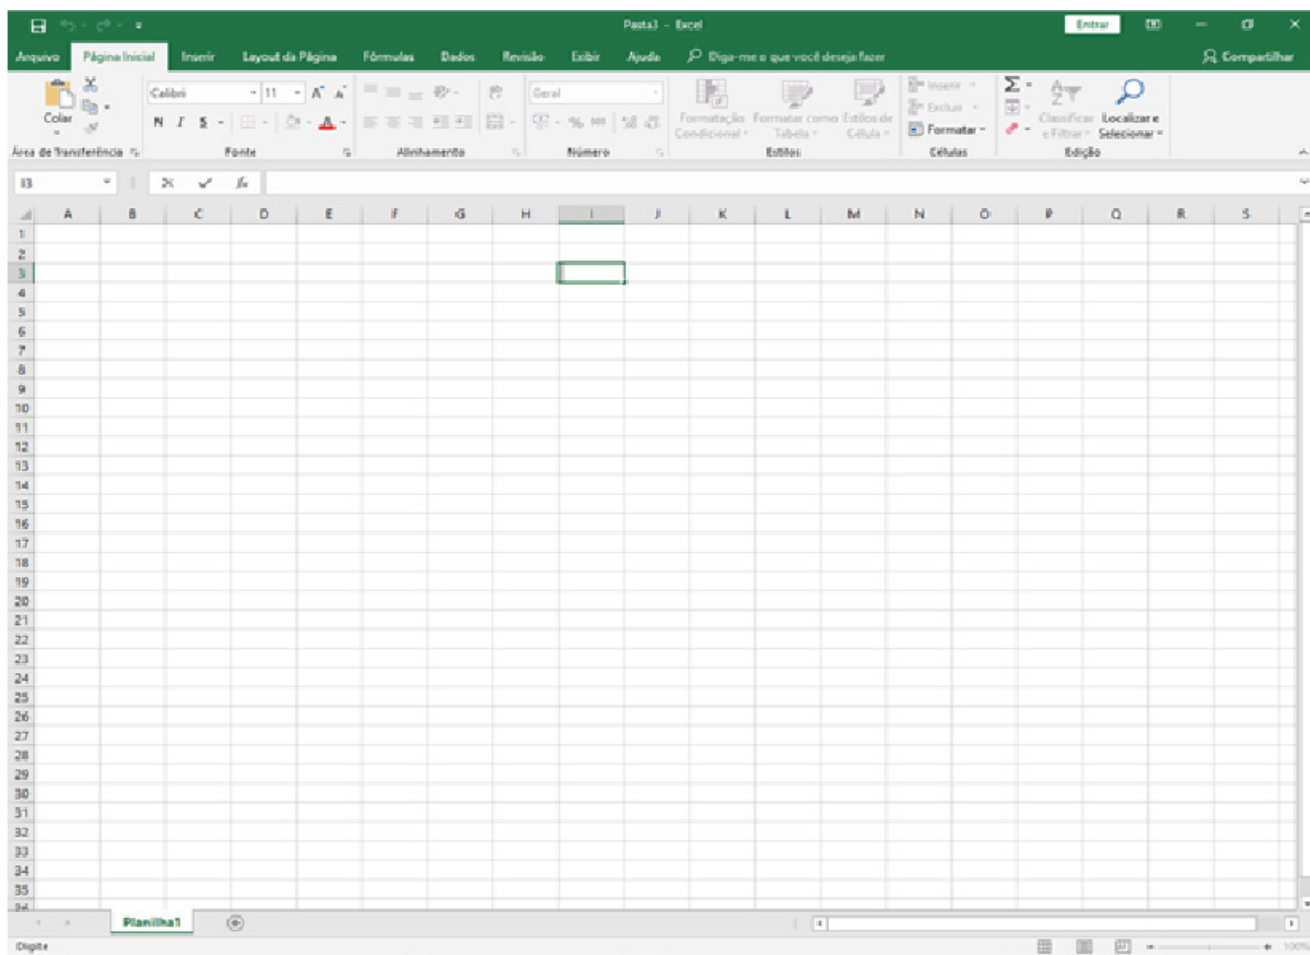 Pasta3 - Excel Entrar
Arquivo Página Inicial Inserir Layout da Página Fórmulas Dados Revisão Exibir Ajuda Diga-me o que você deseja fazer Compartilhar
Colar
Calibri 11
N I S
Geral
% 000
Formatação Condicional
Formatar como Tabela
Estilos de Célula
Inserir
Excluir
Formatar
Classificar e Filtrar
Localizar e Selecionar
Área de Transferência Fonte Alinhamento Número Estilos Células Edição
I3 fx
A B C D E F G H I J K L M N O P Q R S
1
2
3
4
5
6
7
8
9
10
11
12
13
14
15
16
17
18
19
20
21
22
23
24
25
26
27
28
29
30
31
32
33
34
35
36
Planilha1
Digite 100%